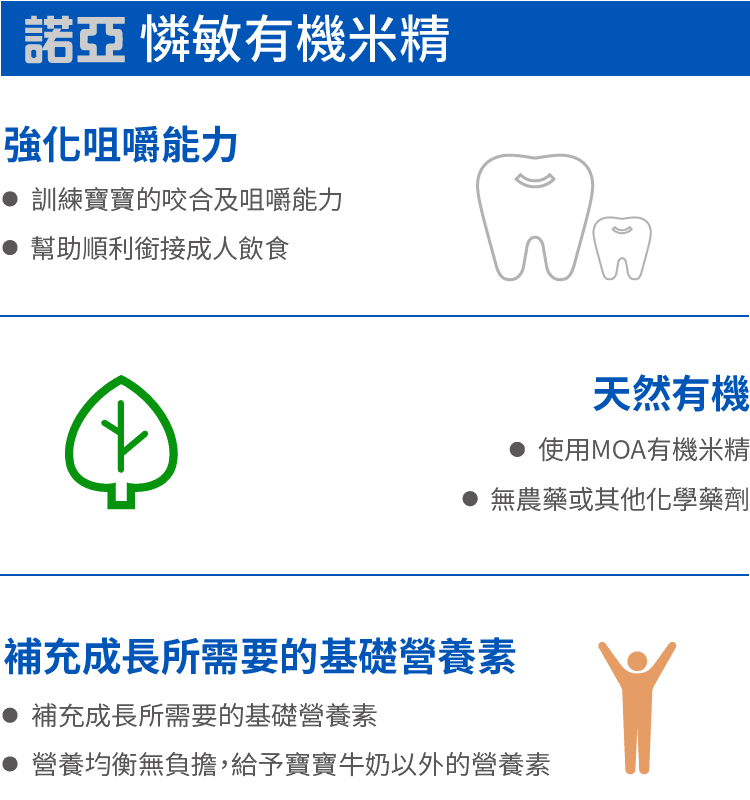 諾亞 憐敏有機米精
強化咀嚼能力
● 訓練寶寶的咬合及咀嚼能力
● 幫助順利銜接成人飲食
天然有機
● 使用MOA有機米精
● 無農藥或其他化學藥劑
補充成長所需要的基礎營養素
● 補充成長所需要的基礎營養素
● 營養均衡無負擔，給予寶寶牛奶以外的營養素